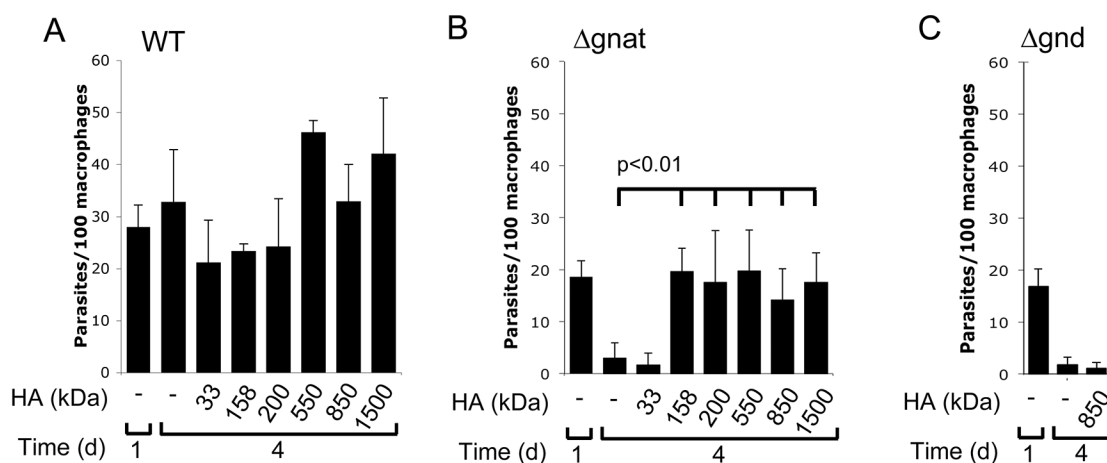 A
WT
Parasites/100 macrophages
60
50
40
30
20
10
0
HA (kDa)
- - 33 158 200 550 850 1500
Time (d)
1 4
B
Δgnat
Parasites/100 macrophages
60
50
40
30
20
10
0
p<0.01
HA (kDa)
- - 33 158 200 550 850 1500
Time (d)
1 4
C
Δgnd
Parasites/100 macrophages
60
50
40
30
20
10
0
HA (kDa)
- - 850
Time (d)
1 4